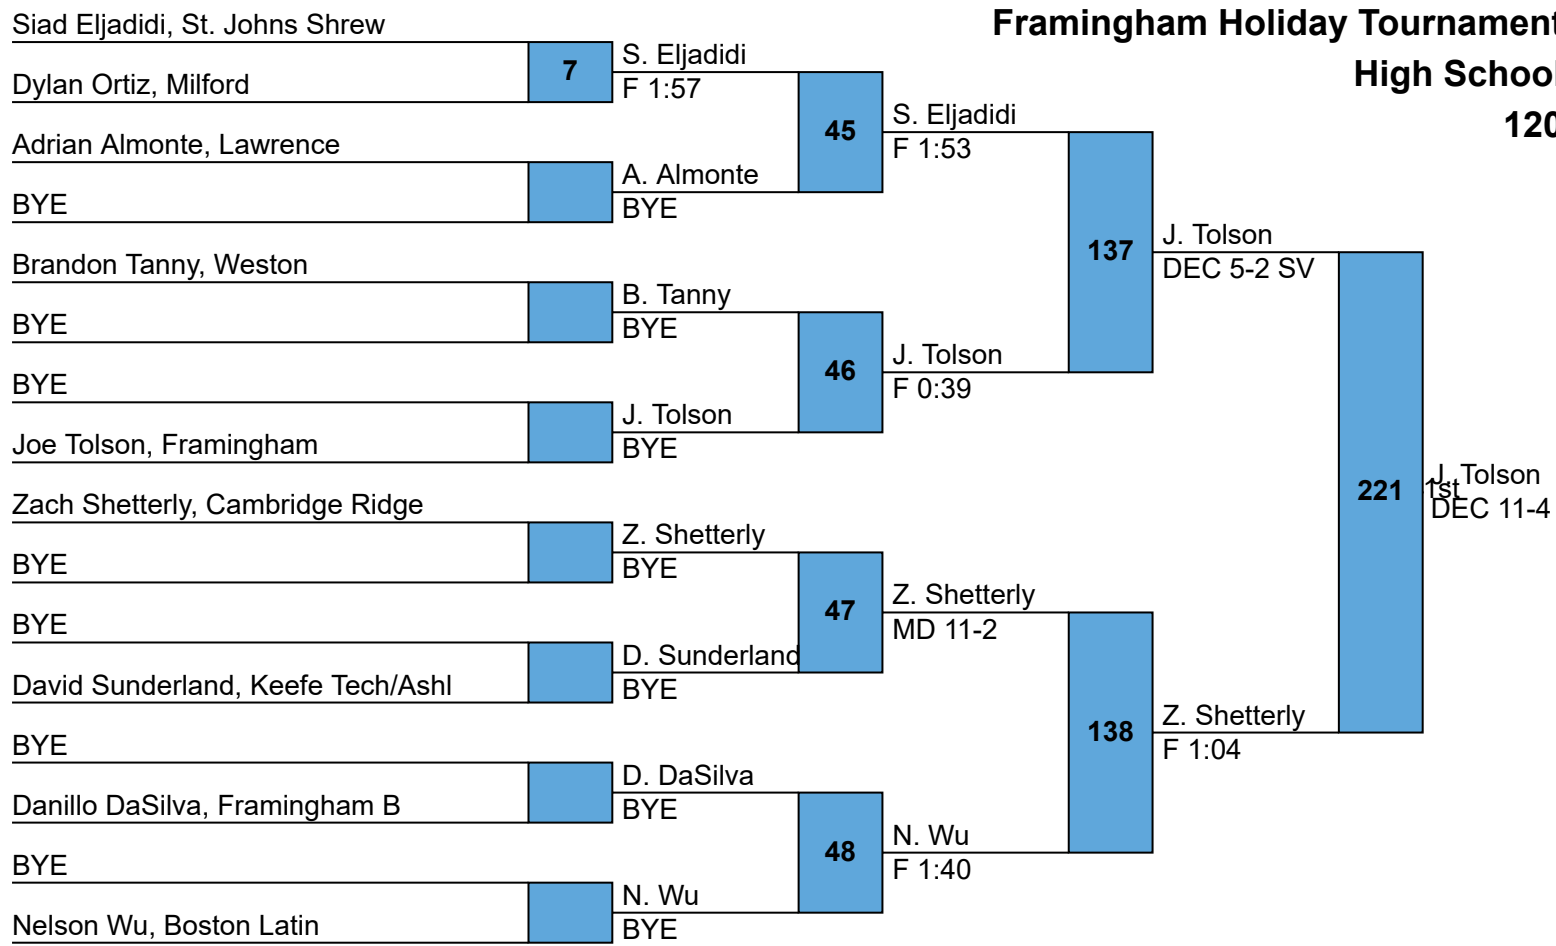 Framingham Holiday Tournament
High School
120
Siad Eljadidi, St. Johns Shrew
Dylan Ortiz, Milford
Adrian Almonte, Lawrence
BYE
Brandon Tanny, Weston
BYE
BYE
Joe Tolson, Framingham
Zach Shetterly, Cambridge Ridge
BYE
BYE
David Sunderland, Keefe Tech/Ashl
BYE
Danillo DaSilva, Framingham B
BYE
Nelson Wu, Boston Latin
7
S. Eljadidi
F 1:57
A. Almonte
BYE
B. Tanny
BYE
J. Tolson
BYE
Z. Shetterly
BYE
D. Sunderland
BYE
D. DaSilva
BYE
N. Wu
BYE
45
46
47
48
S. Eljadidi
F 1:53
J. Tolson
F 0:39
Z. Shetterly
MD 11-2
N. Wu
F 1:40
137
138
J. Tolson
DEC 5-2 SV
Z. Shetterly
F 1:04
221
J. Tolson
1st
DEC 11-4